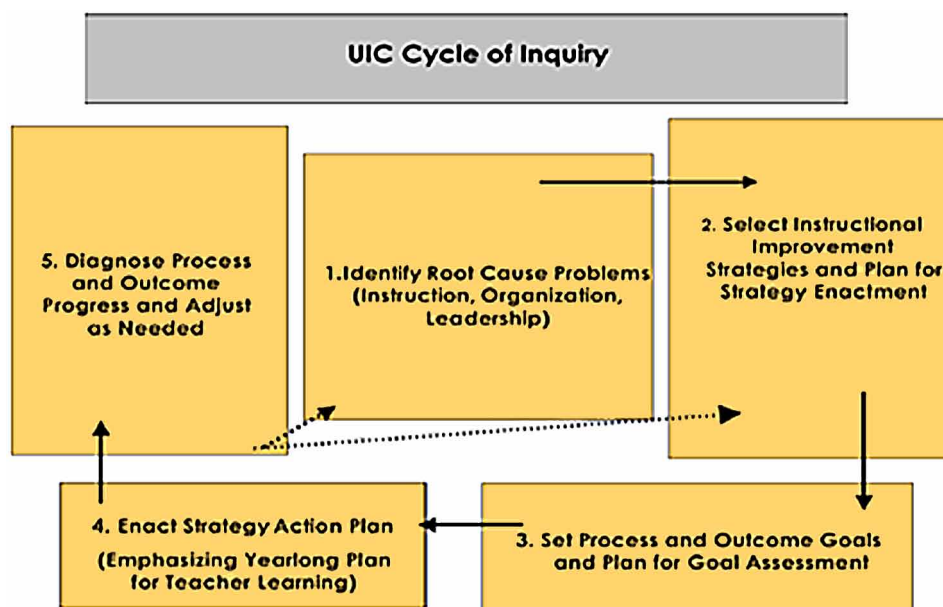 UIC Cycle of Inquiry
5. Diagnose Process
and Outcome
Progress and Adjust
as Needed
1.Identify Root Cause Problems
(Instruction, Organization,
Leadership)
2. Select Instructional
Improvement
Strategies and Plan for
Strategy Enactment
4. Enact Strategy Action Plan
(Emphasizing Yearlong Plan
for Teacher Learning)
3. Set Process and Outcome Goals
and Plan for Goal Assessment